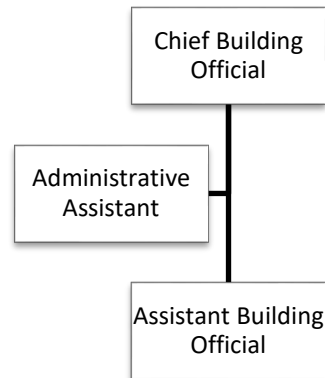 Chief Building
Official
Administrative
Assistant
Assistant Building
Official